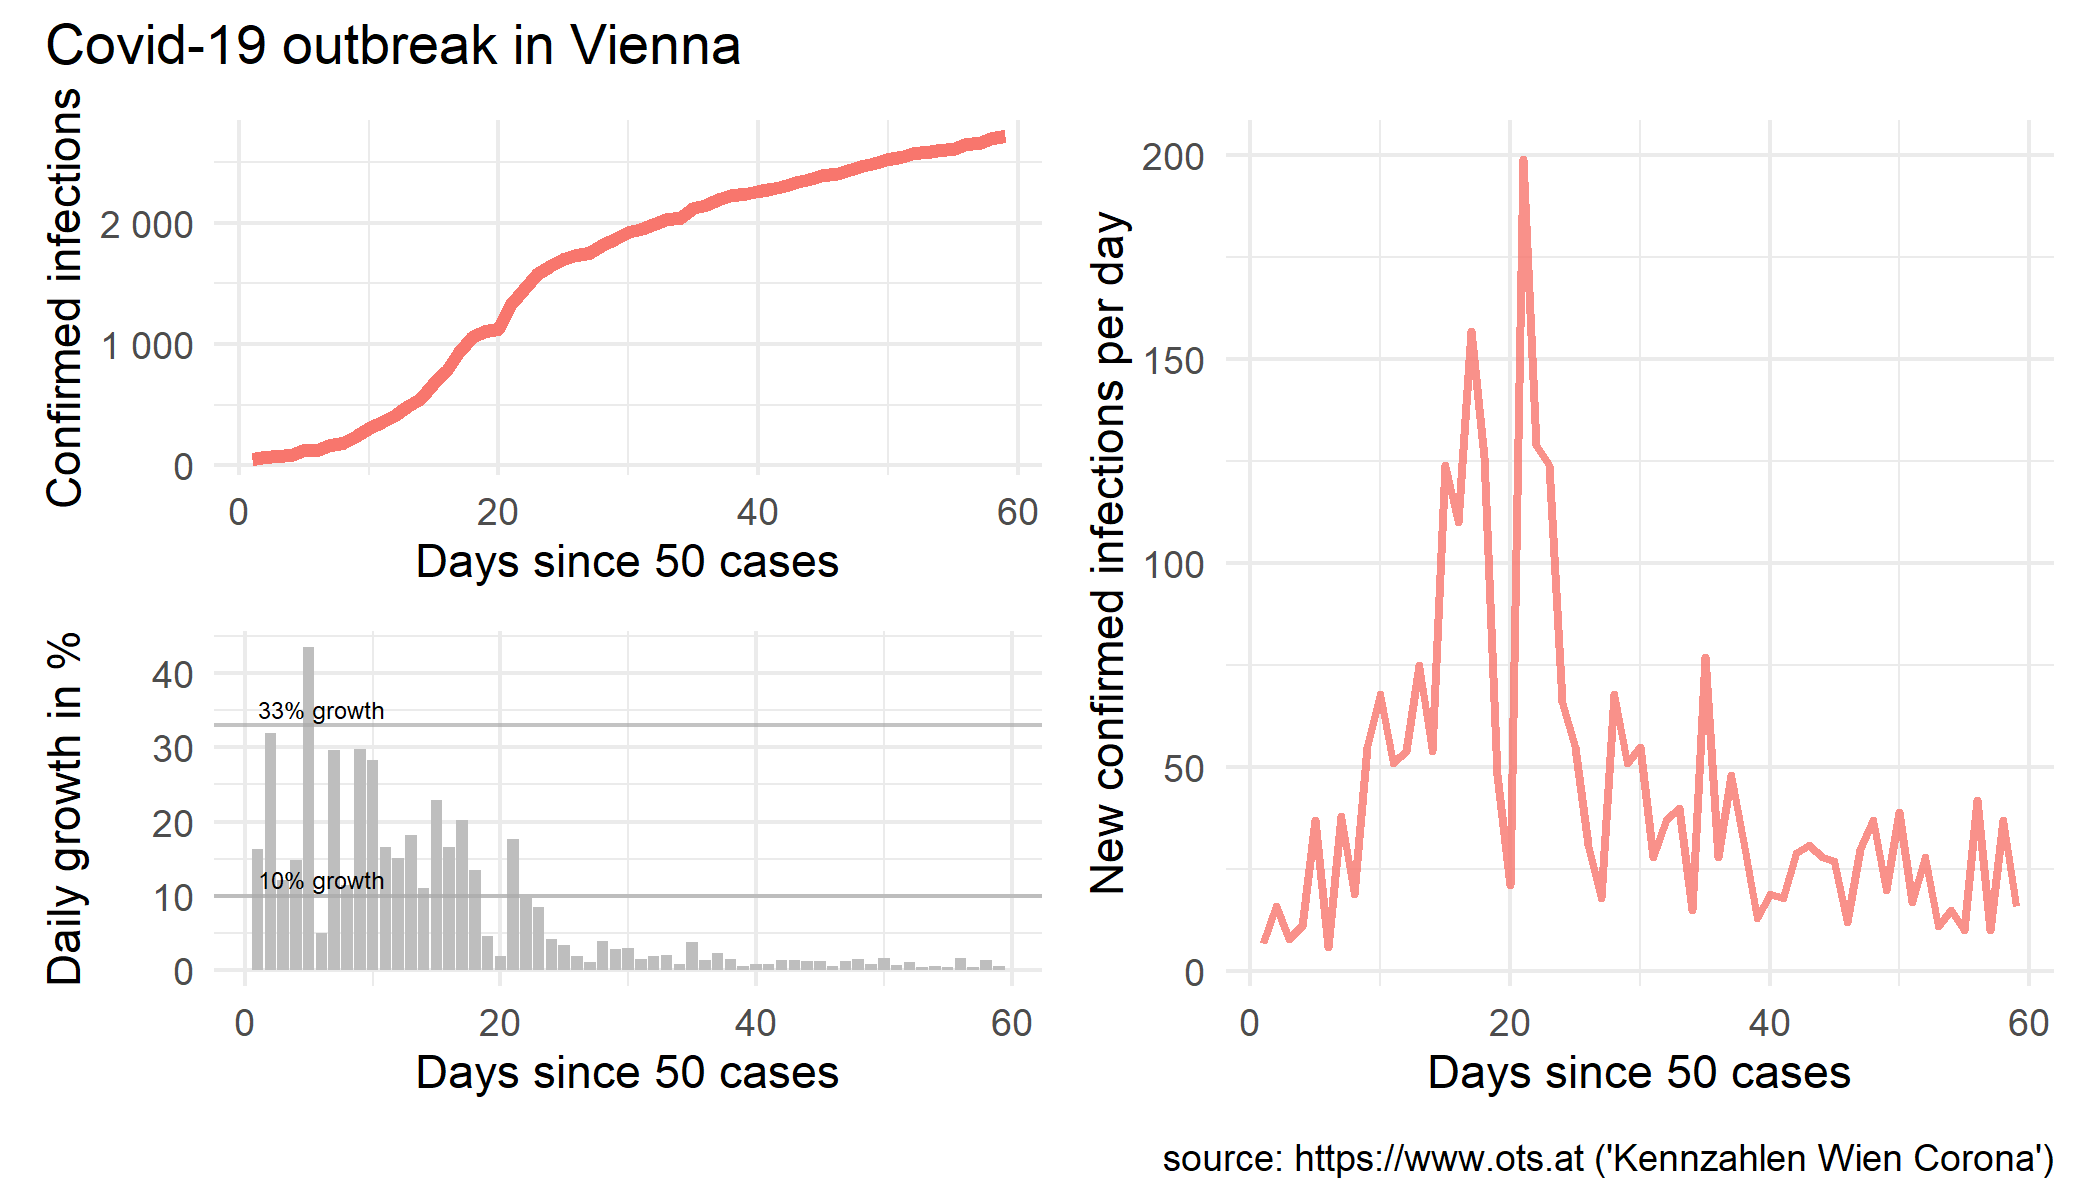 Covid-19 outbreak in Vienna
Confirmed infections
2 000
1 000
0
0 20 40 60
Days since 50 cases
Daily growth in %
40
30
20
10
0
33% growth
10% growth
0 20 40 60
Days since 50 cases
New confirmed infections per day
200
150
100
50
0
0 20 40 60
Days since 50 cases
source: https://www.ots.at ('Kennzahlen Wien Corona')